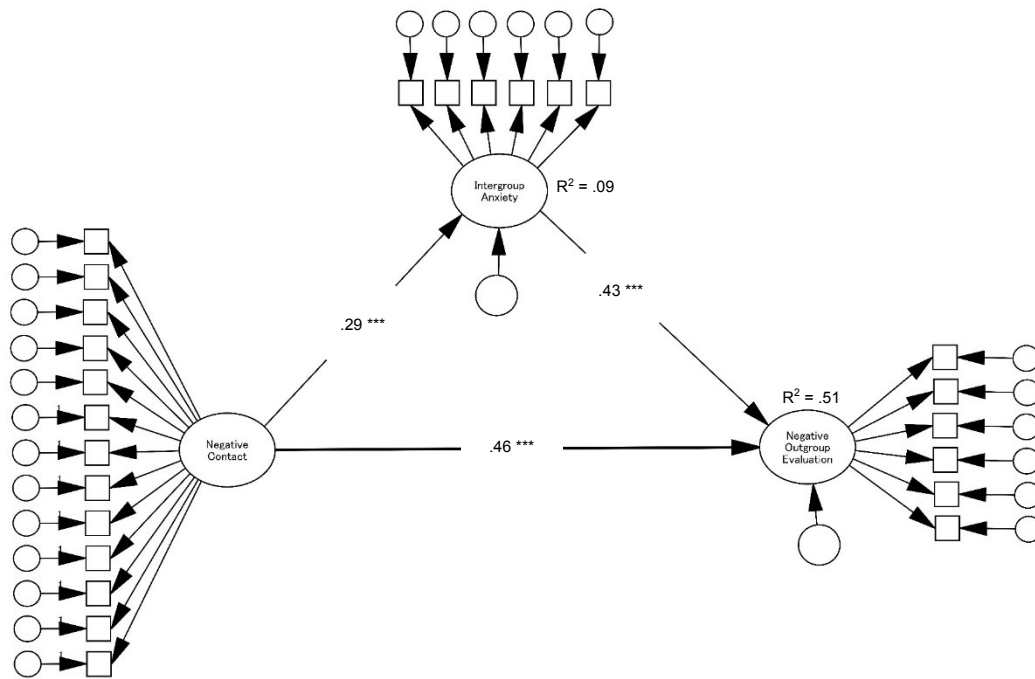 Intergroup
Anxiety
R² = .09
.29 ***
.43 ***
R² = .51
Negative
Contact
.46 ***
Negative
Outgroup
Evaluation